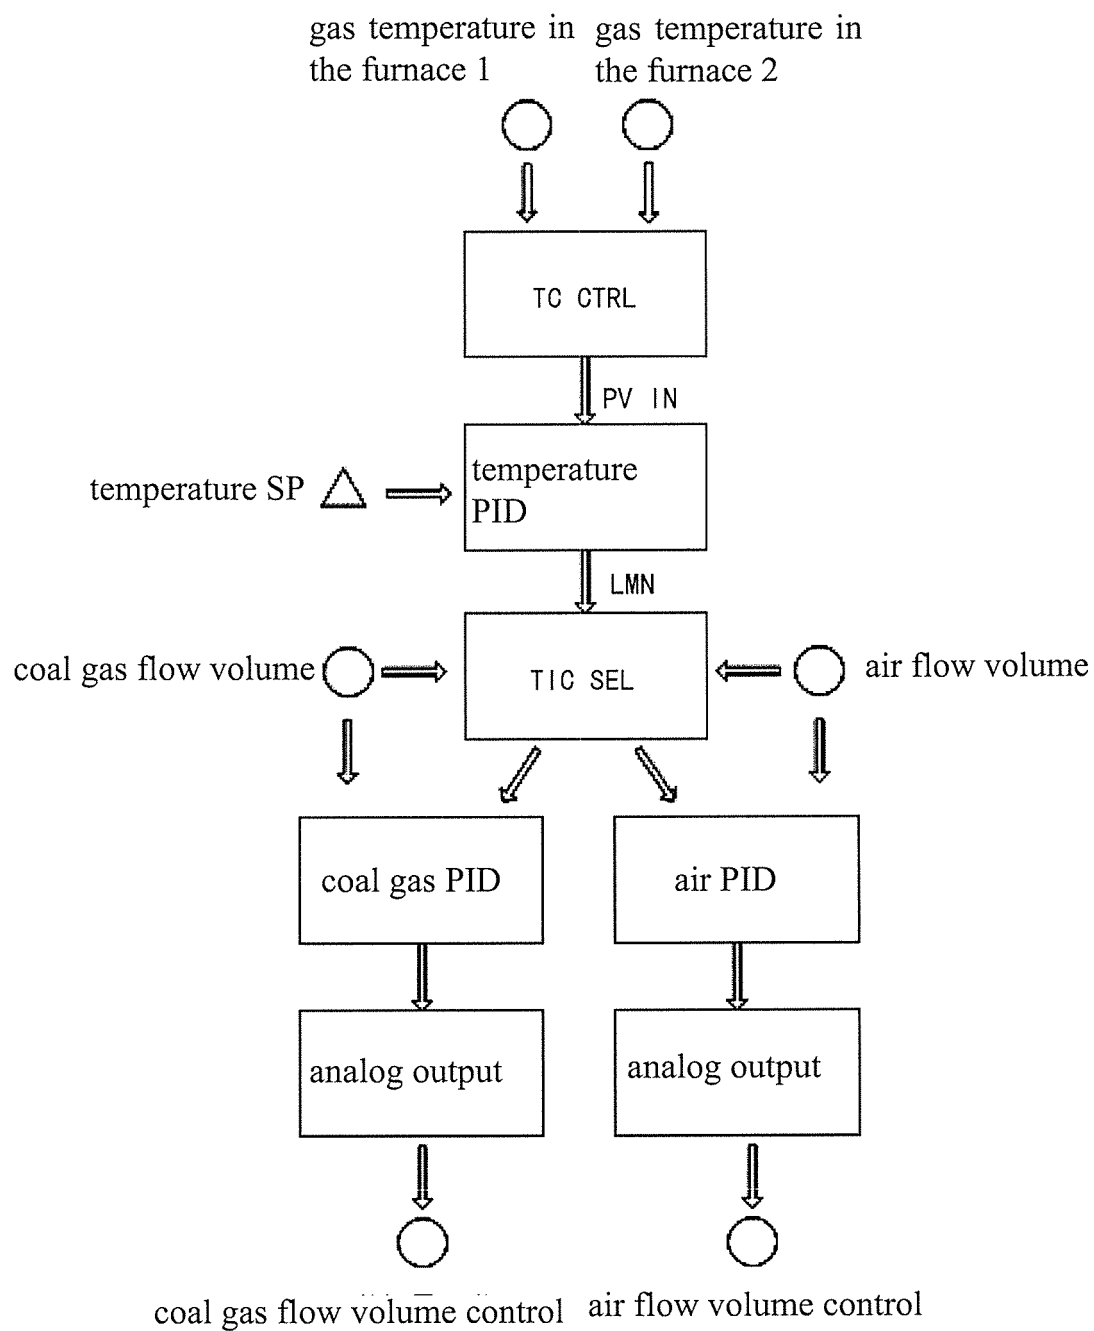 gas temperature in
the furnace 1
gas temperature in
the furnace 2
TC CTRL
PV IN
temperature SP
temperature
PID
LMN
coal gas flow volume
TIC SEL
air flow volume
coal gas PID
air PID
analog output
analog output
coal gas flow volume control
air flow volume control